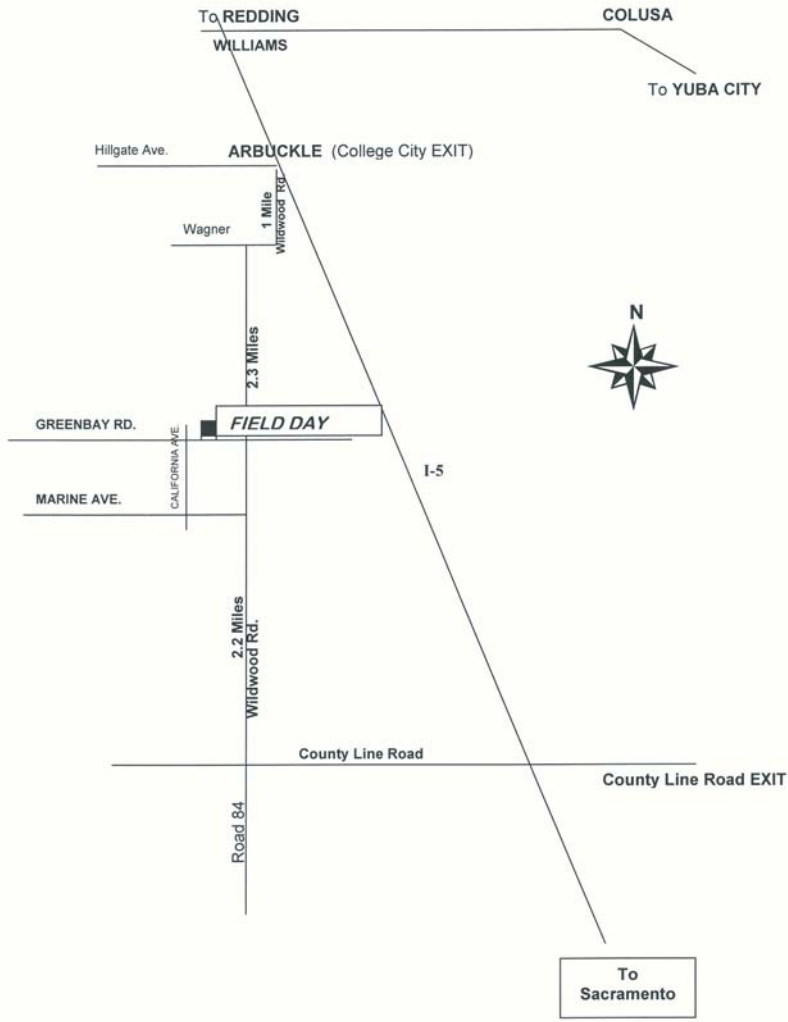 To REDDING
COLUSA
WILLIAMS
To YUBA CITY
Hillgate Ave.
ARBUCKLE (College City EXIT)
1 Mile
Wildwood Rd
Wagner
N
2.3 Miles
FIELD DAY
GREENBAY RD.
CALIFORNIA AVE.
I-5
MARINE AVE.
2.2 Miles
Wildwood Rd.
County Line Road
County Line Road EXIT
Road 84
To
Sacramento